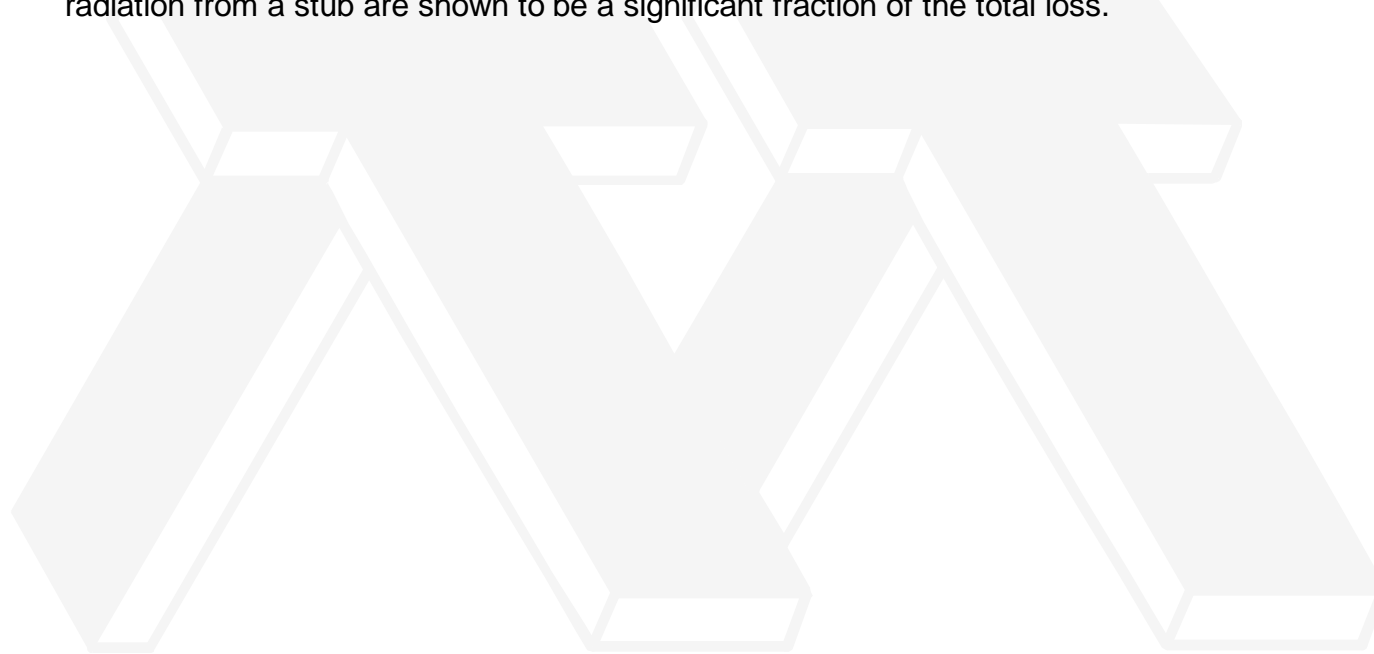 radiation from a stub are shown to be a significant fraction of the total loss.